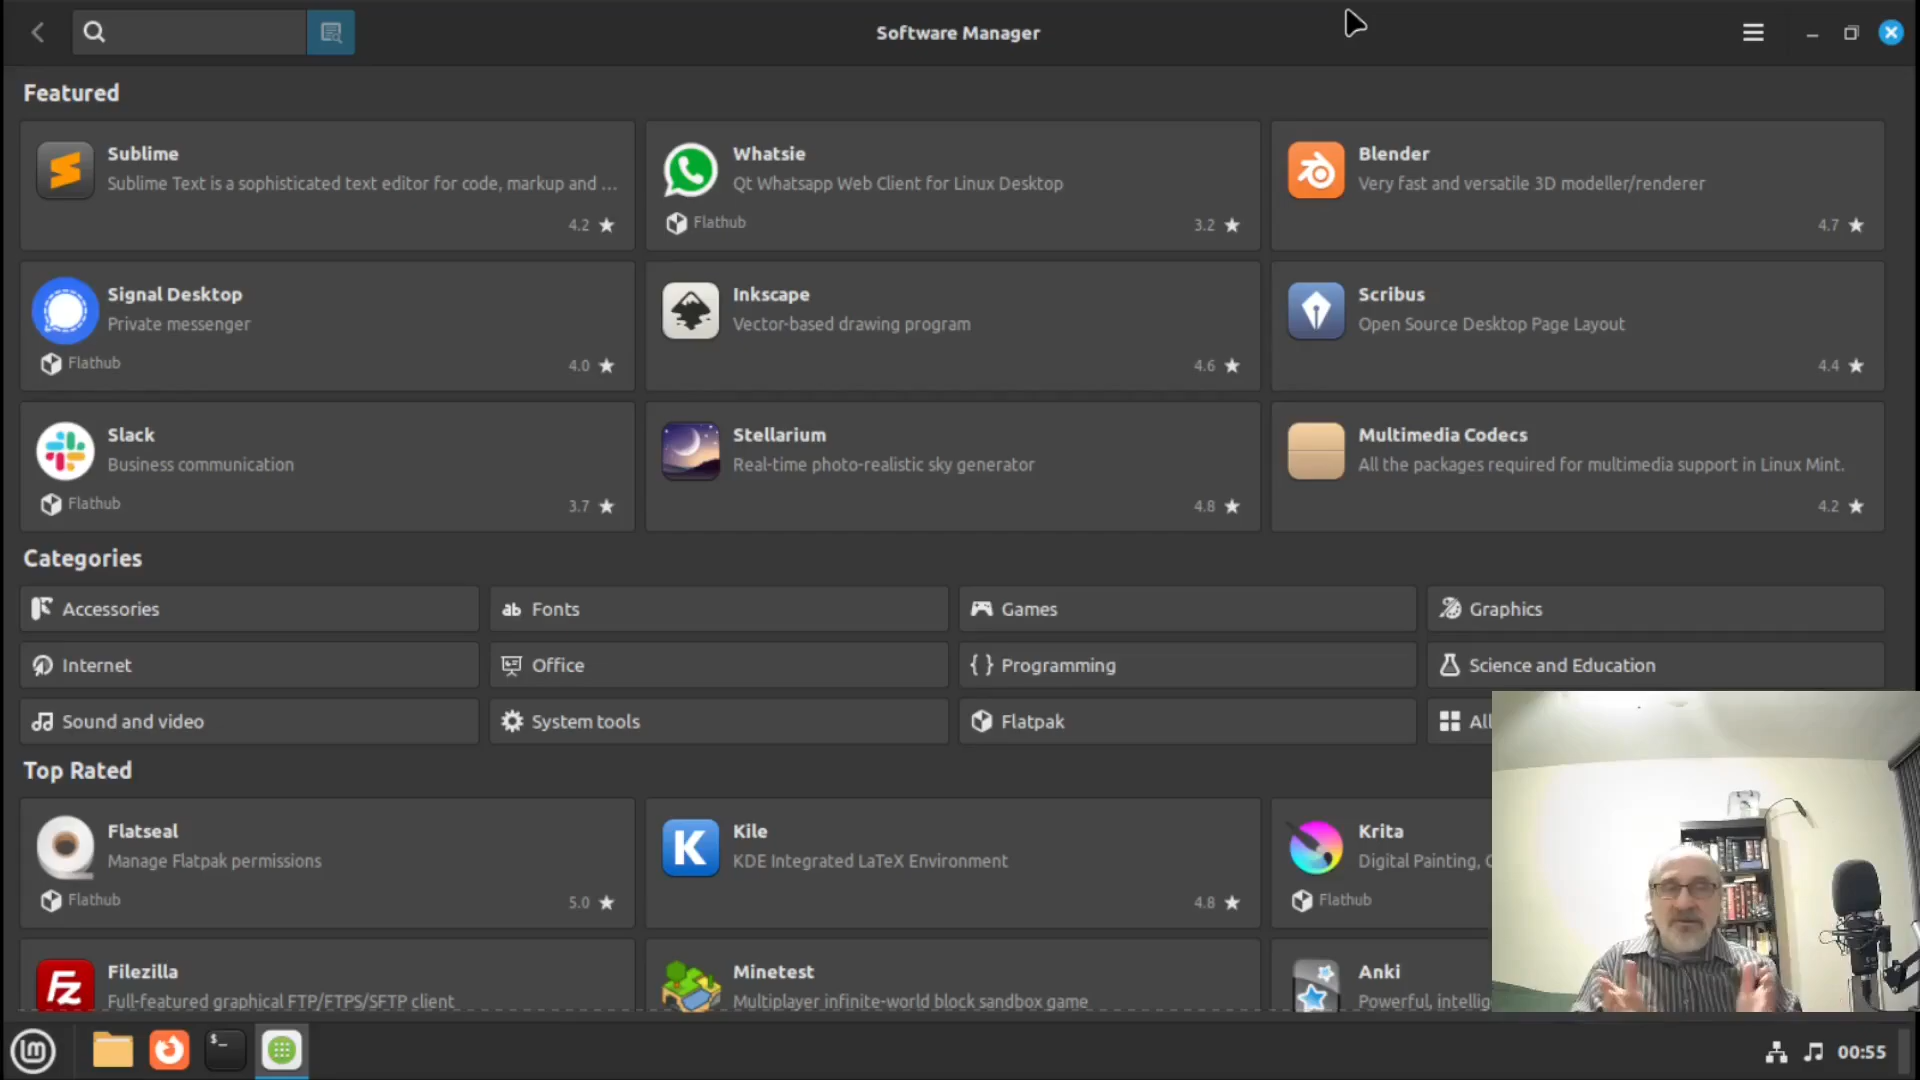 Software Manager
Featured
Sublime
Sublime Text is a sophisticated text editor for code, markup and ...
4.2
Whatsie
Qt Whatsapp Web Client for Linux Desktop
Flathub
3.2
Blender
Very fast and versatile 3D modeller/renderer
4.7
Signal Desktop
Private messenger
Flathub
4.0
Inkscape
Vector-based drawing program
4.6
Scribus
Open Source Desktop Page Layout
4.4
Slack
Business communication
Flathub
3.7
Stellarium
Real-time photo-realistic sky generator
4.8
Multimedia Codecs
All the packages required for multimedia support in Linux Mint.
4.2
Categories
Accessories
ab Fonts
Games
Graphics
Internet
Office
{ } Programming
Science and Education
Sound and video
System tools
Flatpak
All
Top Rated
Flatseal
Manage Flatpak permissions
Flathub
5.0
K
Kile
KDE Integrated LaTeX Environment
4.8
Krita
Digital Painting, C
Flathub
Fz
Filezilla
Full-featured graphical FTP/FTPS/SFTP client
Minetest
Multiplayer infinite-world block sandbox game
Anki
Powerful, intellig
lm
$_
00:55